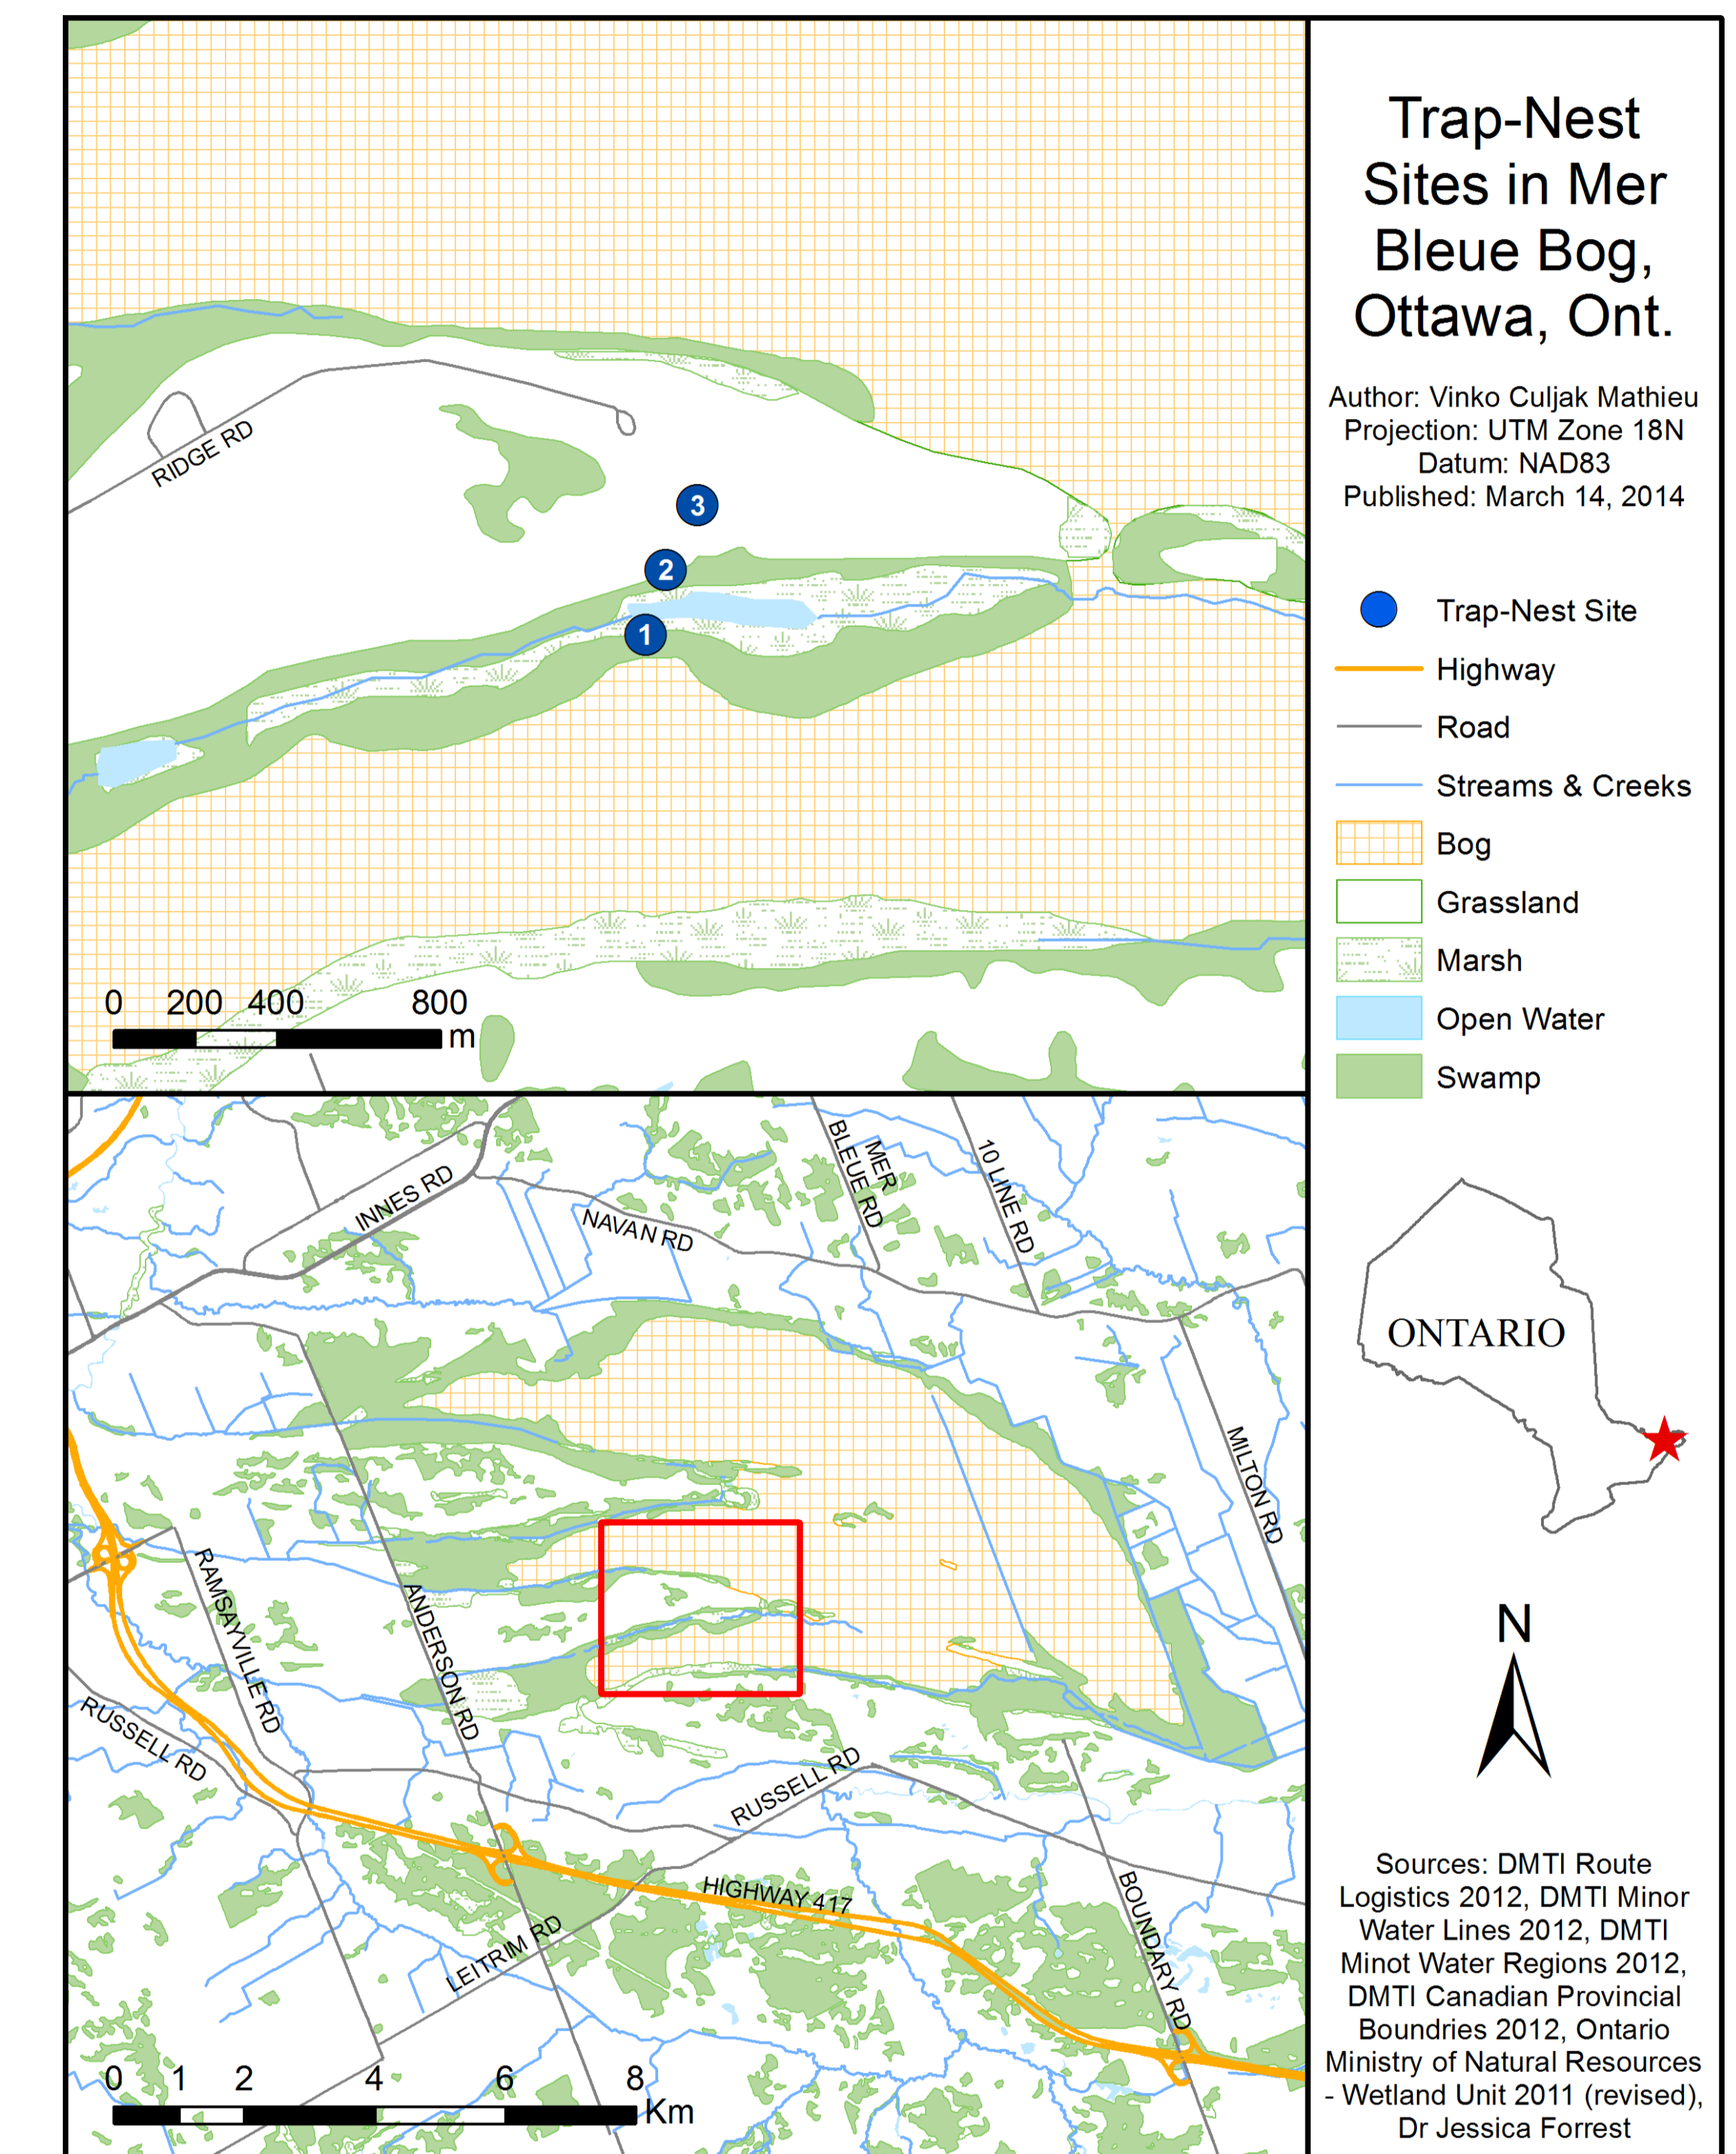 Trap-Nest
Sites in Mer
Bleue Bog,
Ottawa, Ont.
Author: Vinko Culjak Mathieu
Projection: UTM Zone 18N
Datum: NAD83
Published: March 14, 2014
Trap-Nest Site
Highway
Road
Streams & Creeks
Bog
Grassland
Marsh
Open Water
Swamp
ONTARIO
N
Sources: DMTI Route
Logistics 2012, DMTI Minor
Water Lines 2012, DMTI
Minot Water Regions 2012,
DMTI Canadian Provincial
Boundries 2012, Ontario
Ministry of Natural Resources
- Wetland Unit 2011 (revised),
Dr Jessica Forrest
RIDGE RD
3
2
1
0 200 400 800
m
INNES RD
NAVAN RD
MER
BLEUE RD
10 LINE RD
MILTON RD
RAMSAYVILLE RD
ANDERSON RD
RUSSELL RD
RUSSELL RD
HIGHWAY 417
LEITRIM RD
BOUNDARY RD
0 1 2 4 6 8
Km